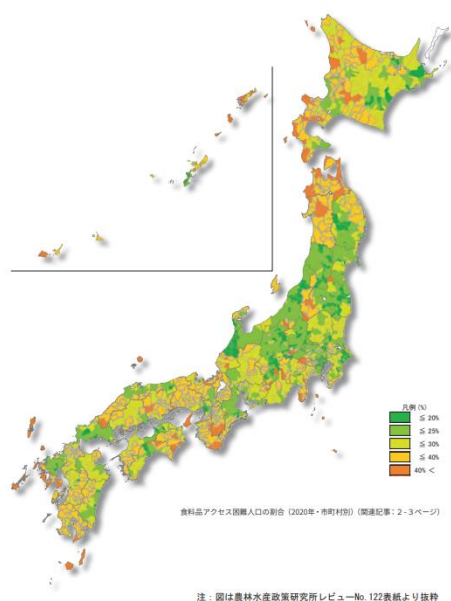 凡例(%)
≦ 20%
≦ 25%
≦ 30%
≦ 40%
40% <
食料品アクセス困難人口の割合（2020年・市町村別）（関連記事：2-3ページ）
注：図は農林水産政策研究所レビューNo.122表紙より抜粋